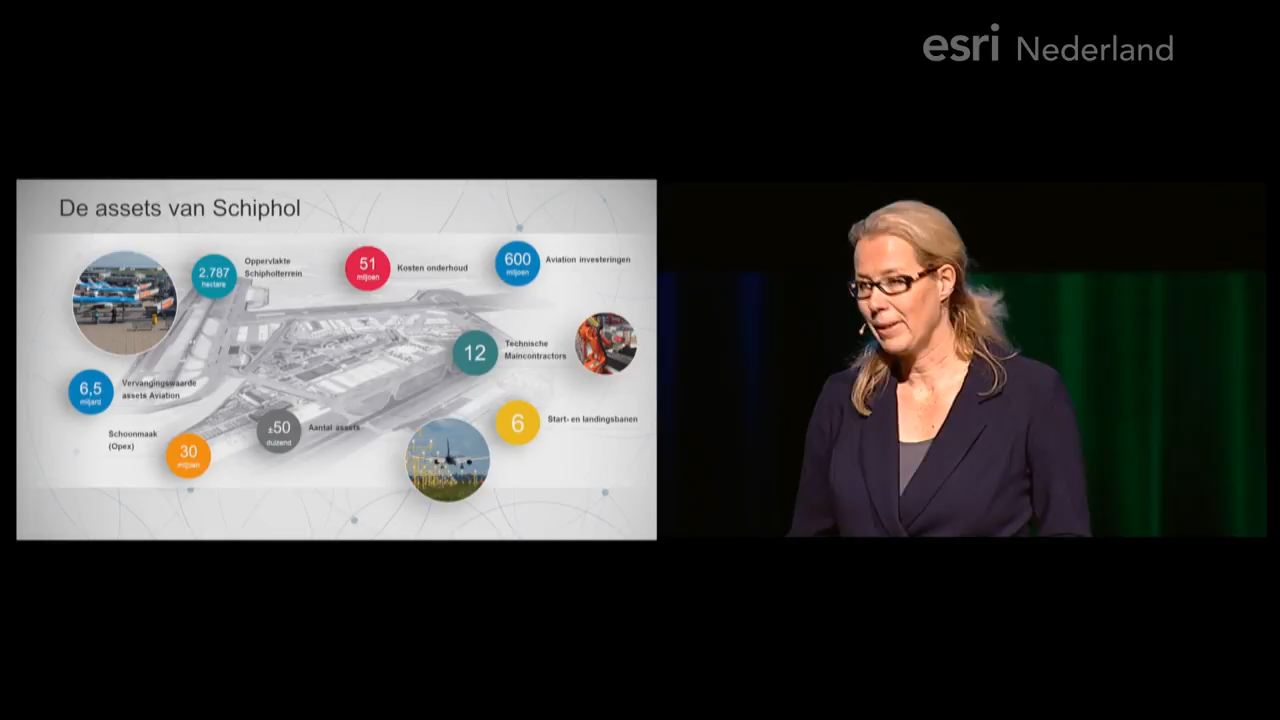 esri Nederland
De assets van Schiphol
2.787
hectare
Oppervlakte
Schipholterrein
51
miljoen
Kosten onderhoud
600
miljoen
Aviation investeringen
12
Technische
Maincontractors
6,5
miljard
Vervangingswaarde
assets Aviation
Schoonmaak
(Opex)
30
miljoen
±50
duizend
Aantal assets
6
Start- en landingsbanen